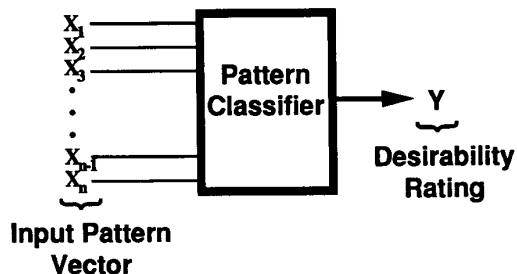 X1
X2
X3
Xn-1
Xn
Input Pattern
Vector
Pattern
Classifier
Y
Desirability
Rating